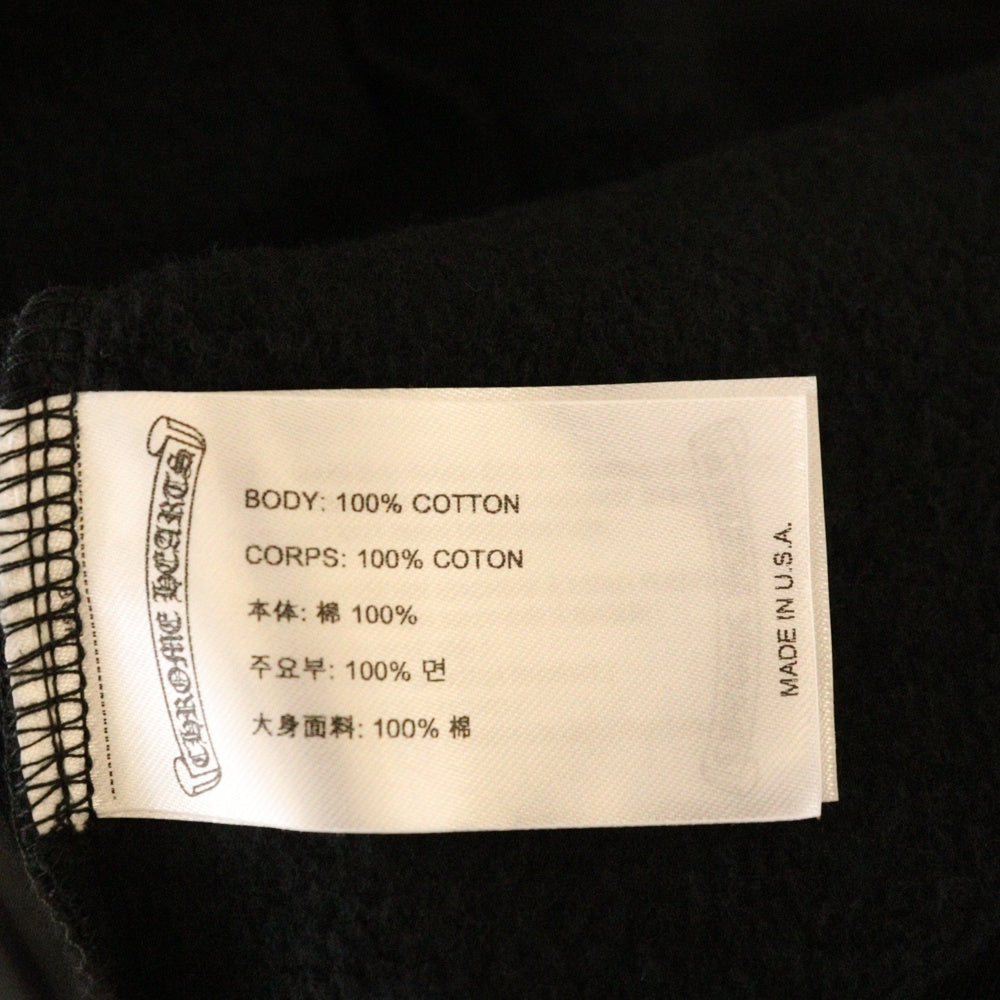 CHROME HEARTS
BODY: 100% COTTON
CORPS: 100% COTON
本体: 棉 100%
주요부: 100% 면
大身面料: 100% 棉
MADE IN U.S.A.